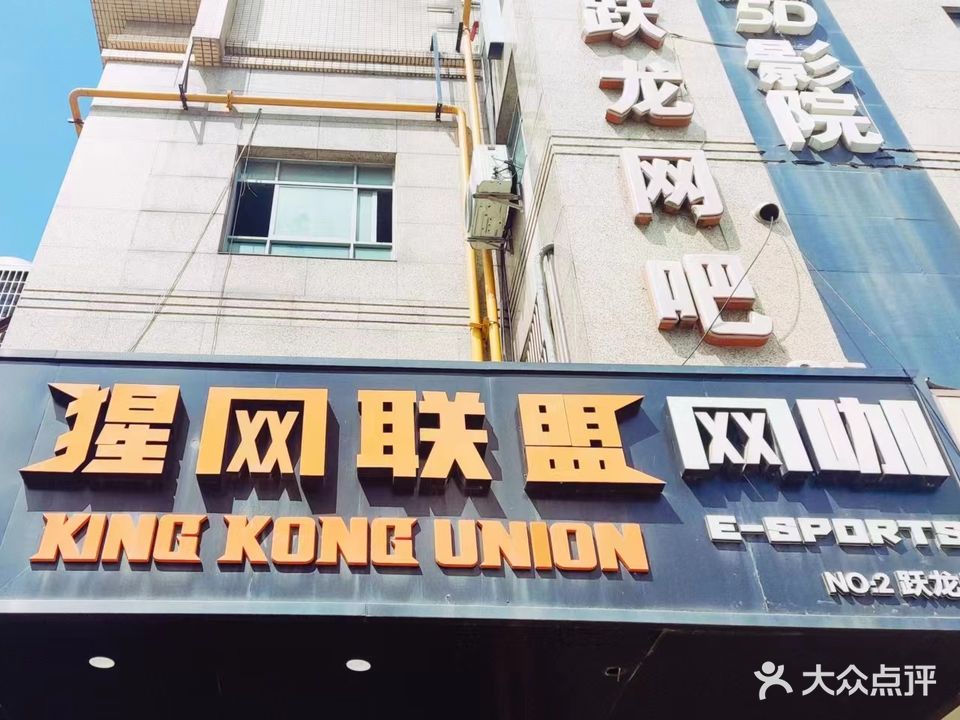 跃龙网吧
5D影院
猩网联盟 网咖
KING KONG UNION
E-SPORTS
NO:2 跃龙
大众点评